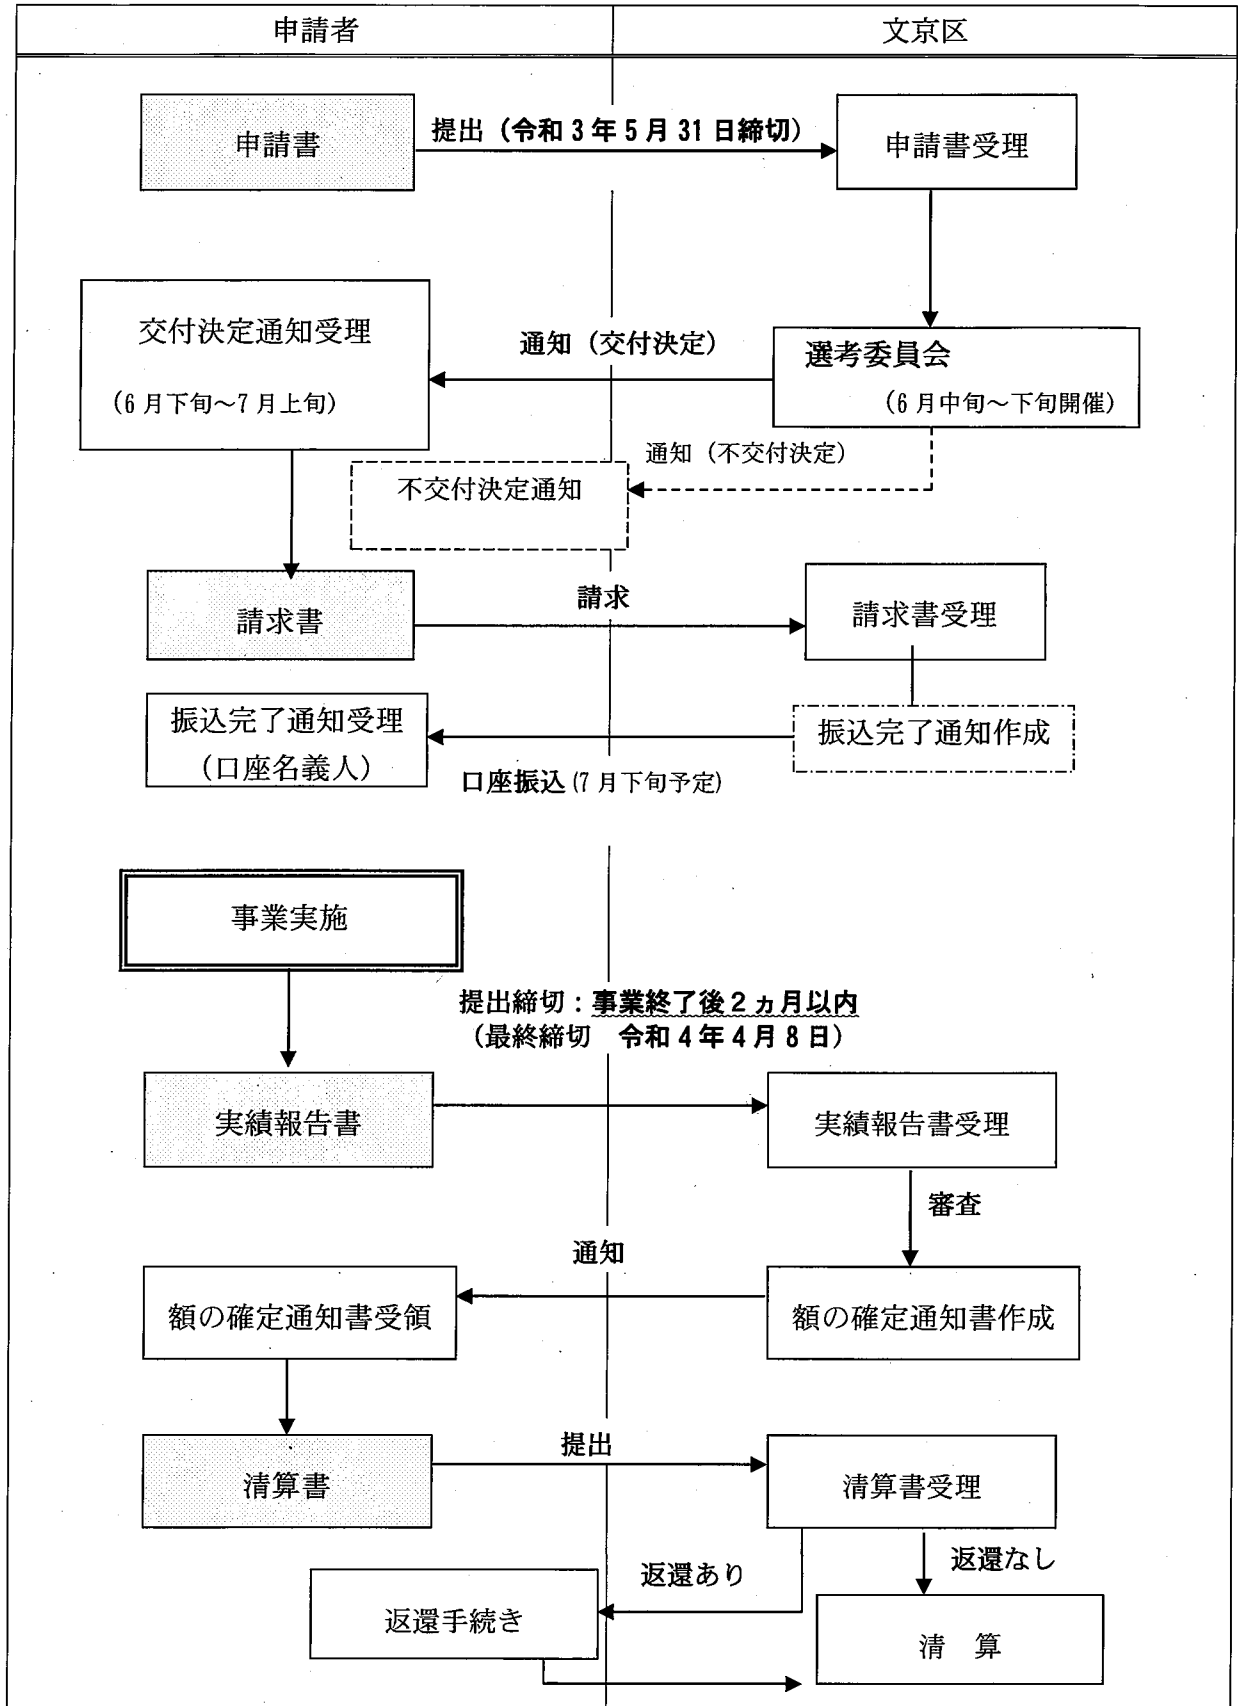 申請者
文京区
申請書
提出（令和３年５月31日締切）
申請書受理
交付決定通知受理
（6月下旬～7月上旬）
通知（交付決定）
選考委員会
（6月中旬～下旬開催）
通知（不交付決定）
不交付決定通知
請求書
請求
請求書受理
振込完了通知受理
（口座名義人）
振込完了通知作成
口座振込（7月下旬予定）
事業実施
提出締切：事業終了後２ヵ月以内
（最終締切　令和４年４月８日）
実績報告書
実績報告書受理
審査
通知
額の確定通知書受領
額の確定通知書作成
提出
清算書
清算書受理
返還あり
返還なし
返還手続き
清　算